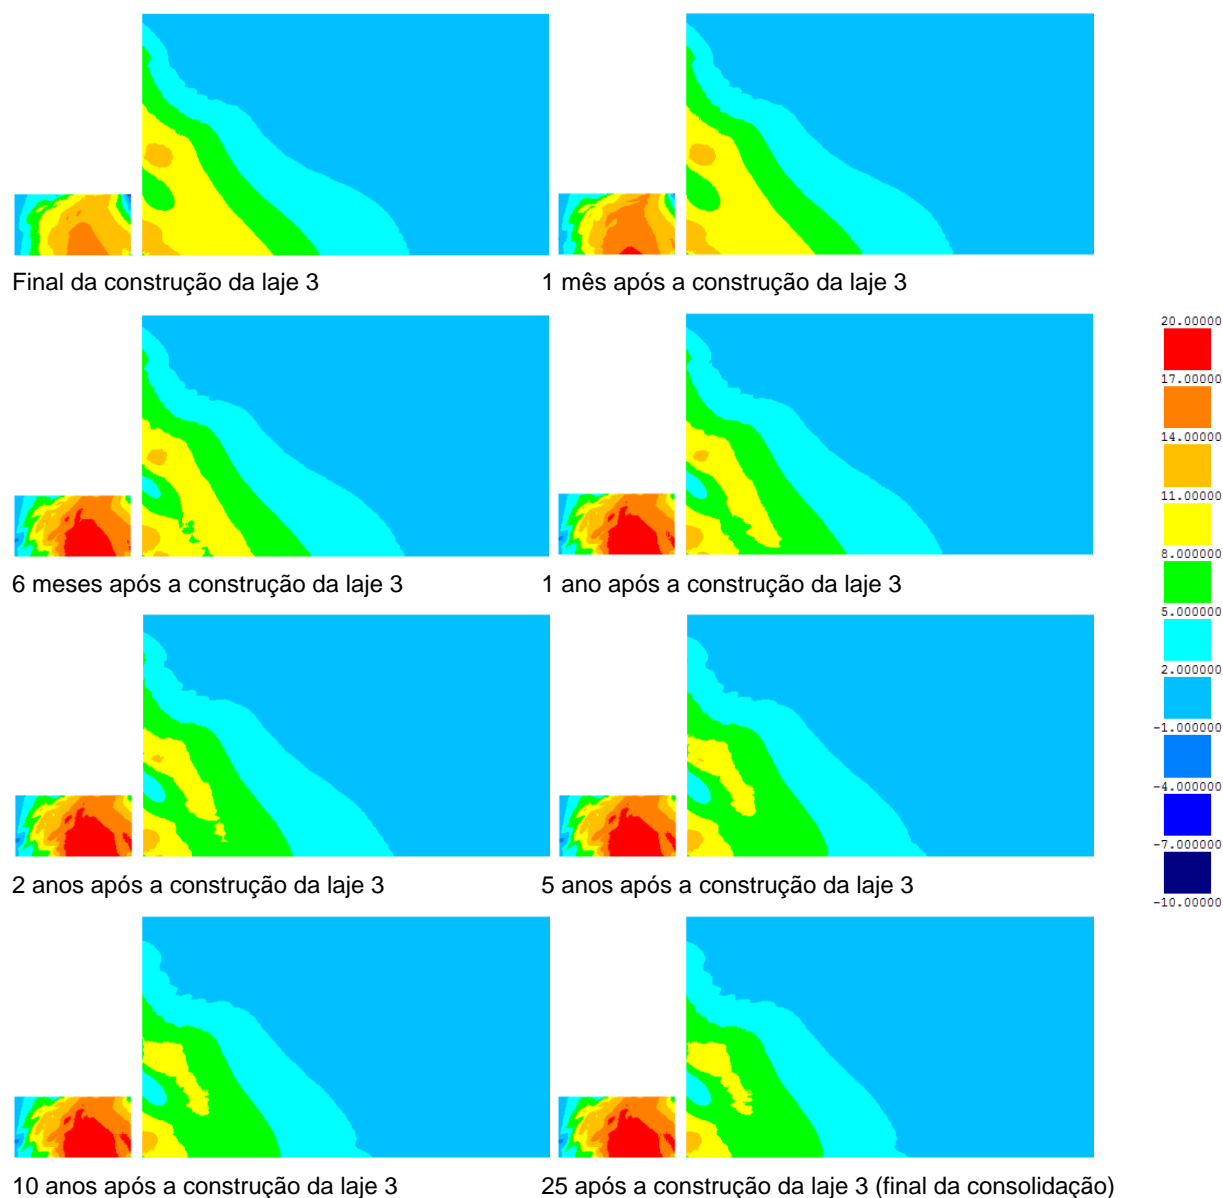 Final da construção da laje 3
1 mês após a construção da laje 3
6 meses após a construção da laje 3
1 ano após a construção da laje 3
2 anos após a construção da laje 3
5 anos após a construção da laje 3
10 anos após a construção da laje 3
25 após a construção da laje 3 (final da consolidação)
20.00000
17.00000
14.00000
11.00000
8.000000
5.000000
2.000000
-1.000000
-4.000000
-7.000000
-10.00000